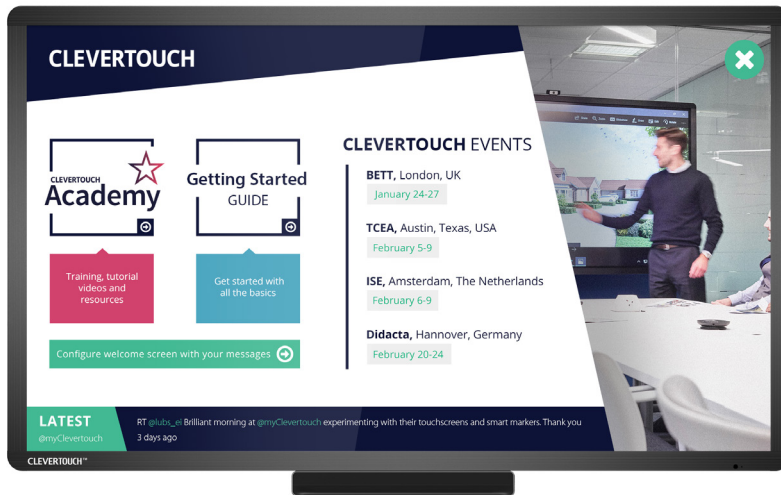 CLEVERTOUCH
CLEVERTOUCH
Academy
Getting Started
GUIDE
Training, tutorial
videos and
resources
Get started with
all the basics
Configure welcome screen with your messages
CLEVERTOUCH EVENTS
BETT, London, UK
January 24-27
TCEA, Austin, Texas, USA
February 5-9
ISE, Amsterdam, The Netherlands
February 6-9
Didacta, Hannover, Germany
February 20-24
LATEST
@myClevertouch
RT @lubs_ei Brilliant morning at @myClevertouch experimenting with their touchscreens and smart markers. Thank you
3 days ago
CLEVERTOUCH™